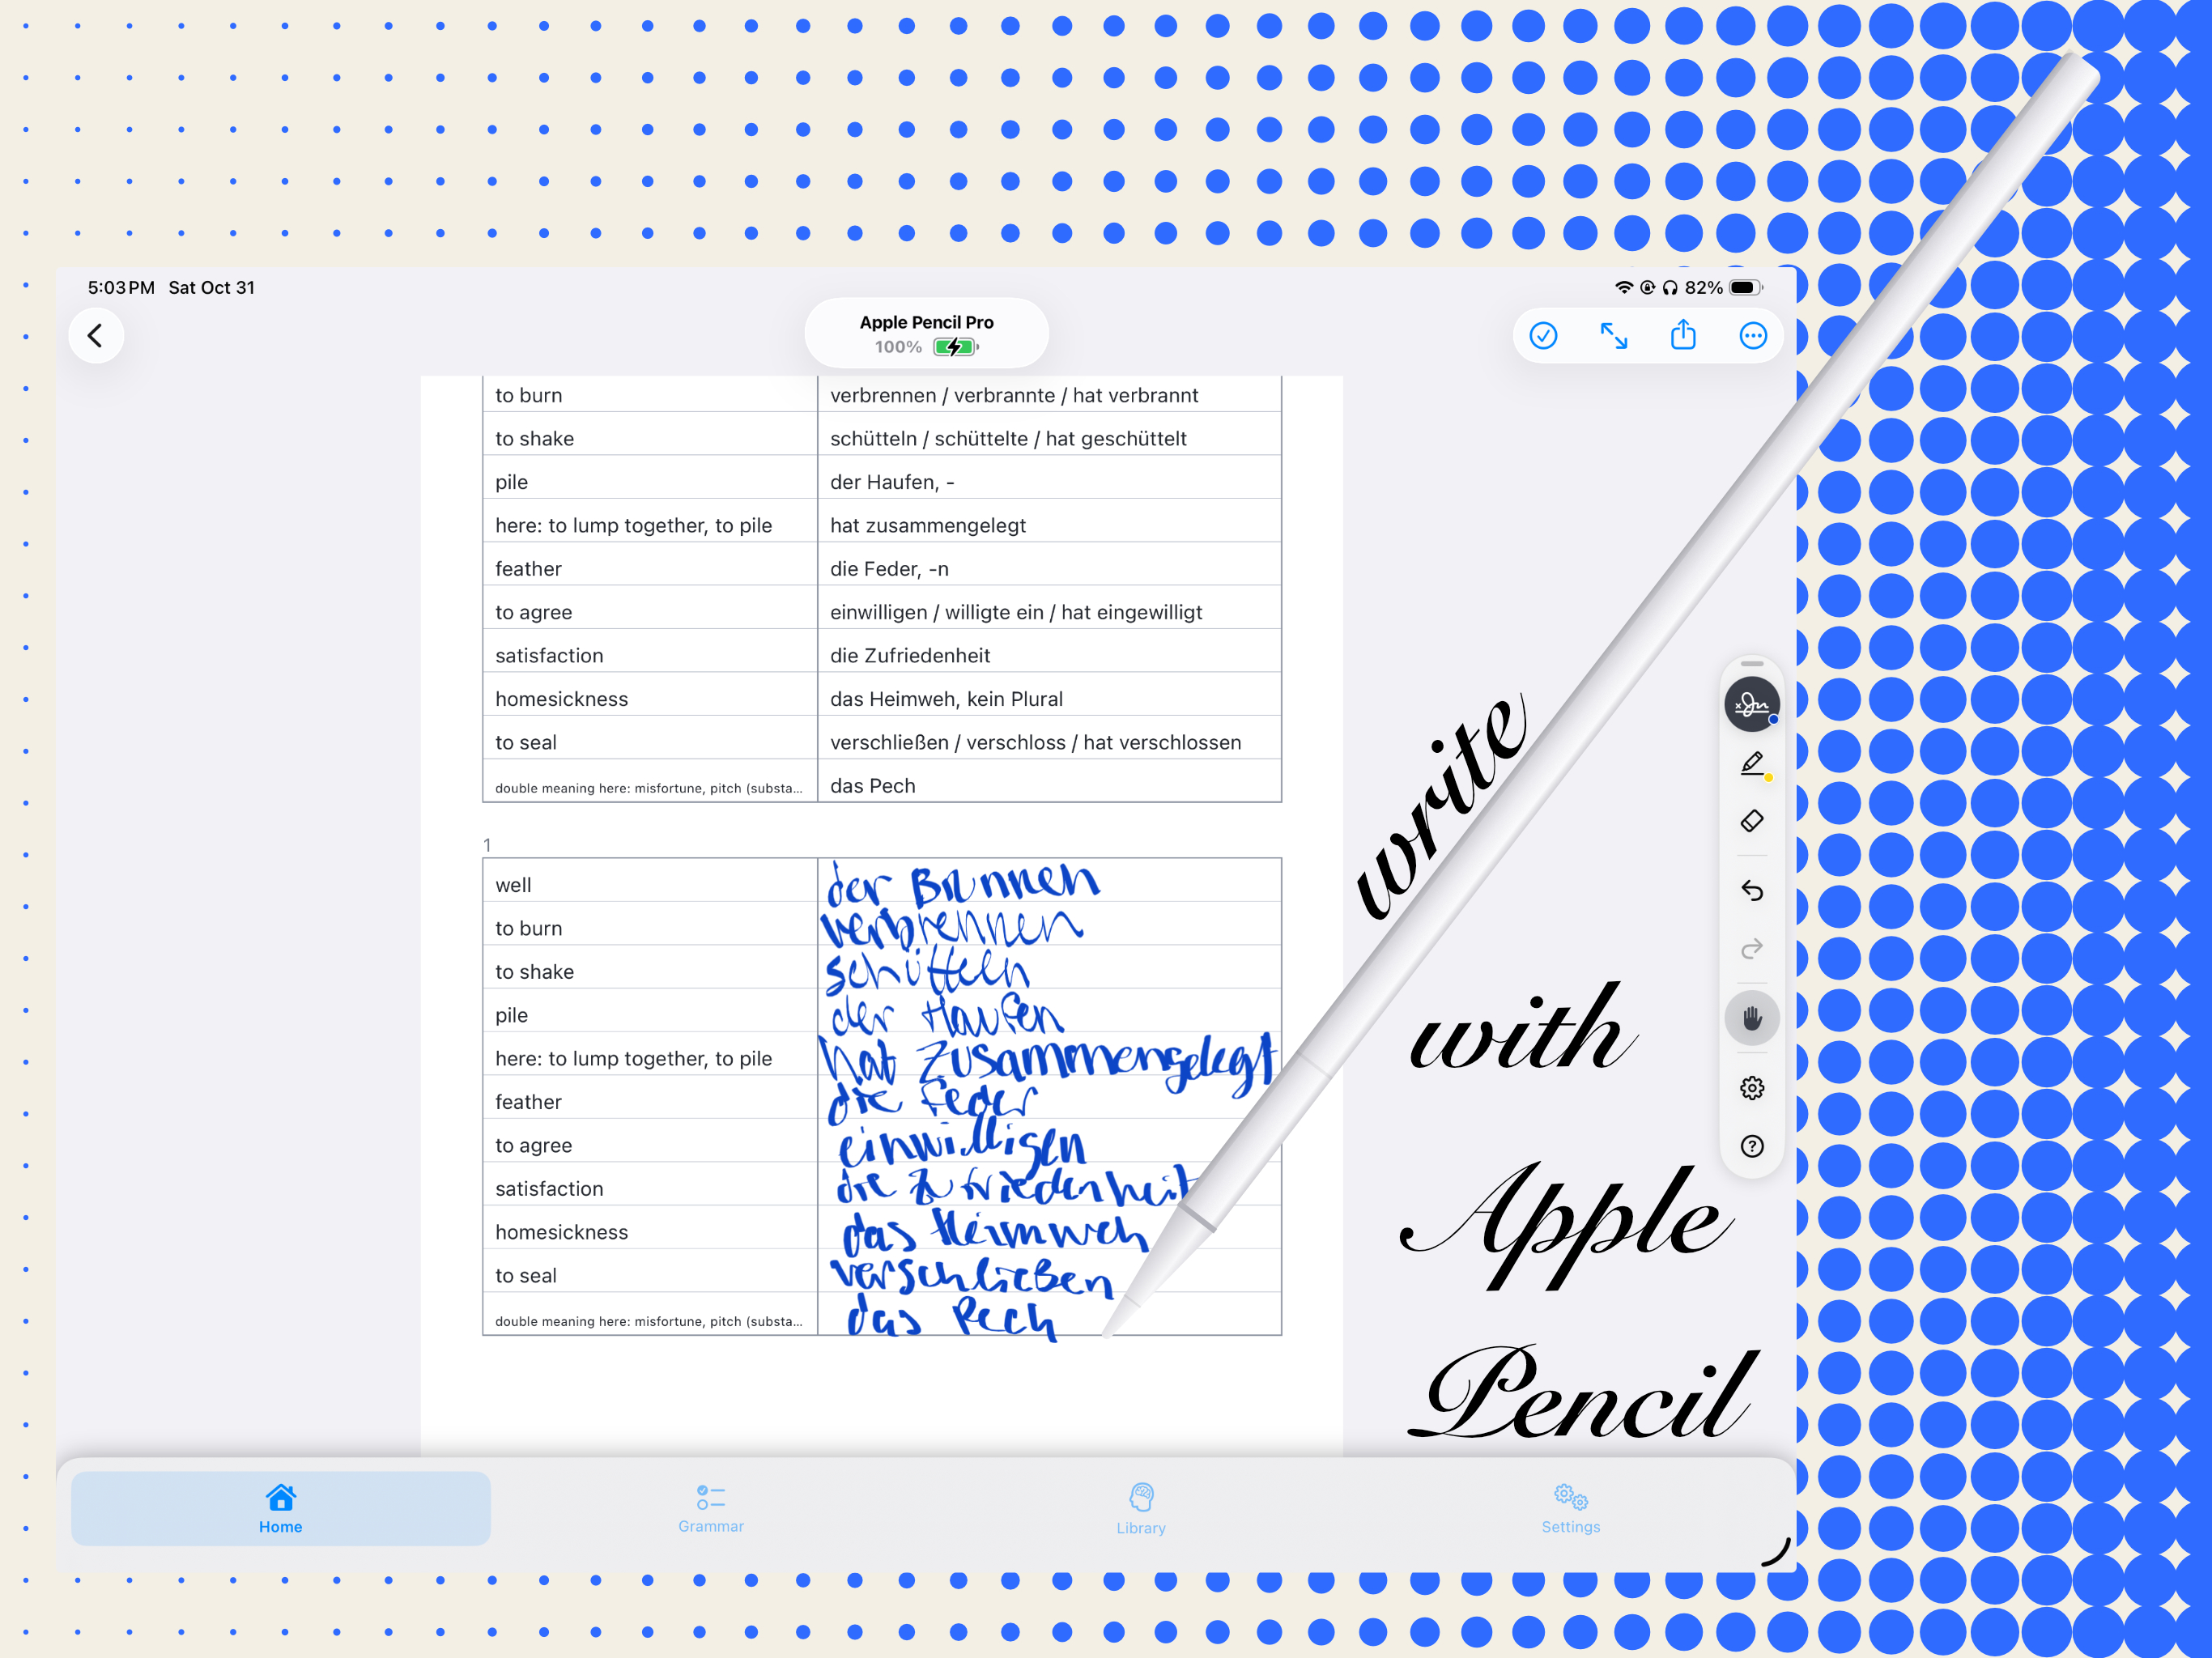 5:03 PM Sat Oct 31
82%
Apple Pencil Pro
100%
to burn verbrennen / verbrannte / hat verbrannt
to shake schütteln / schüttelte / hat geschüttelt
pile der Haufen, -
here: to lump together, to pile hat zusammengelegt
feather die Feder, -n
to agree einwilligen / willigte ein / hat eingewilligt
satisfaction die Zufriedenheit
homesickness das Heimweh, kein Plural
to seal verschließen / verschloss / hat verschlossen
double meaning here: misfortune, pitch (substa... das Pech
1
well der Brunnen
to burn verbrennen
to shake schütteln
pile der Haufen
here: to lump together, to pile hat zusammengelegt
feather die Feder
to agree einwilligen
satisfaction die Zufriedenheit
homesickness das Heimweh
to seal verschließen
double meaning here: misfortune, pitch (substa... das Pech
write
with
Apple
Pencil
Home Grammar Library Settings